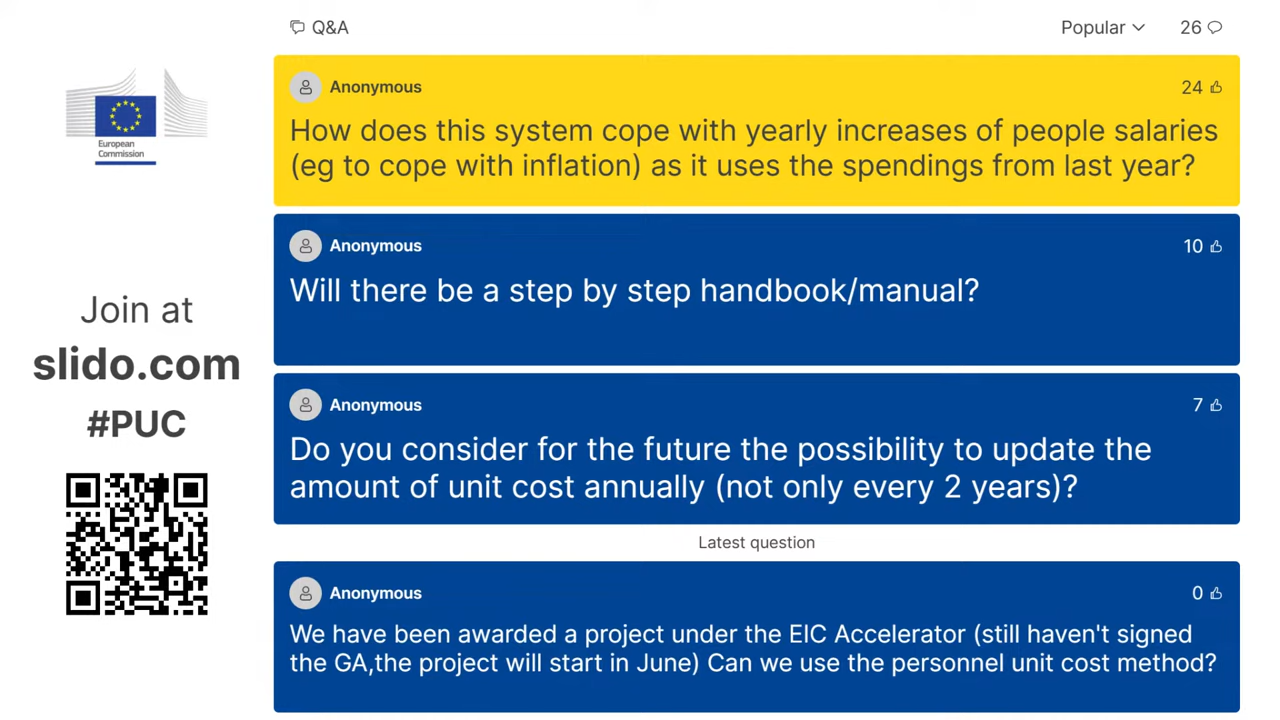 Q&A
Popular
26
European
Commission
Join at
slido.com
#PUC
Anonymous
24
How does this system cope with yearly increases of people salaries
(eg to cope with inflation) as it uses the spendings from last year?
Anonymous
10
Will there be a step by step handbook/manual?
Anonymous
7
Do you consider for the future the possibility to update the
amount of unit cost annually (not only every 2 years)?
Latest question
Anonymous
0
We have been awarded a project under the EIC Accelerator (still haven't signed
the GA,the project will start in June) Can we use the personnel unit cost method?